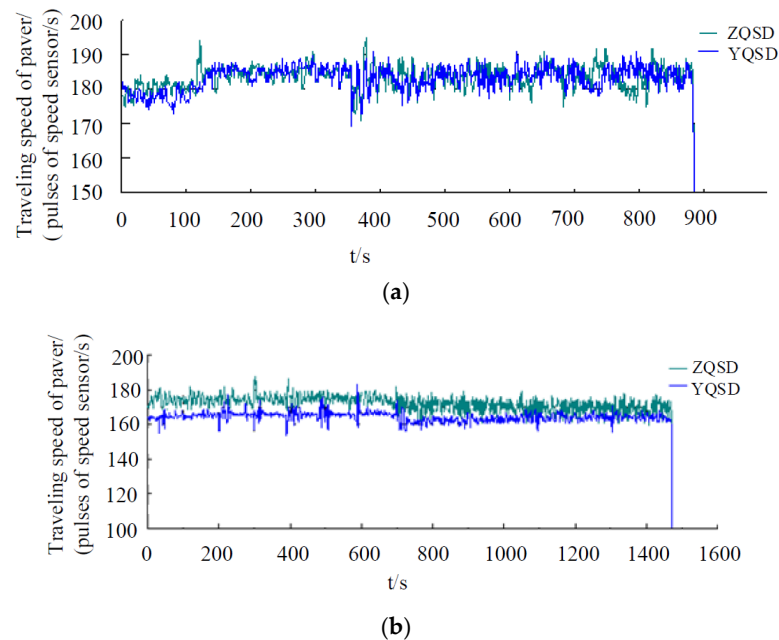 Traveling speed of paver/
( pulses of speed sensor/s)
200
190
180
170
160
150
0 100 200 300 400 500 600 700 800 900
t/s
ZQSD
YQSD
(a)
Traveling speed of paver/
(pulses of speed sensor/s)
200
180
160
140
120
100
0 200 400 600 800 1000 1200 1400 1600
t/s
ZQSD
YQSD
(b)